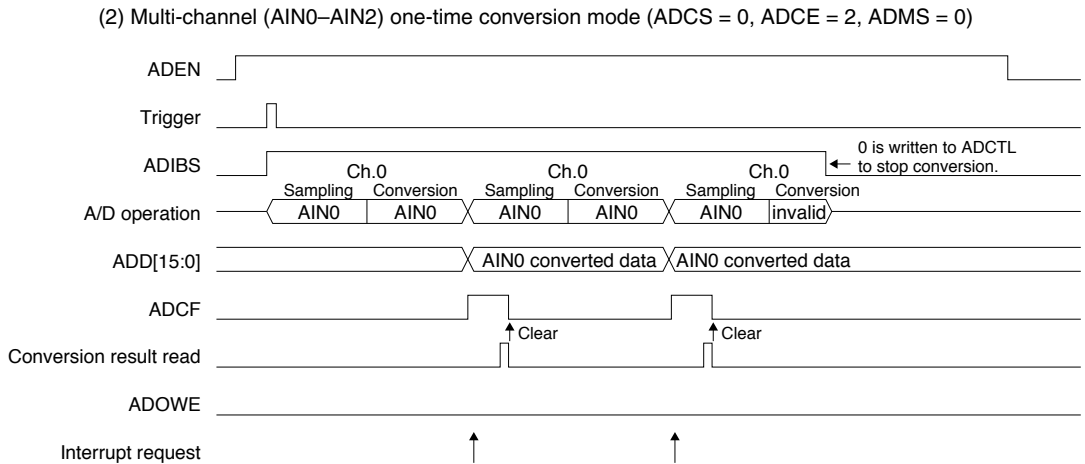 (2) Multi-channel (AIN0–AIN2) one-time conversion mode (ADCS = 0, ADCE = 2, ADMS = 0)
ADEN
Trigger
ADIBS
0 is written to ADCTL
to stop conversion.
Ch.0 Ch.0 Ch.0
Sampling Conversion Sampling Conversion Sampling Conversion
A/D operation AIN0 AIN0 AIN0 AIN0 AIN0 invalid
ADD[15:0] AIN0 converted data AIN0 converted data
ADCF
Clear Clear
Conversion result read
ADOWE
Interrupt request